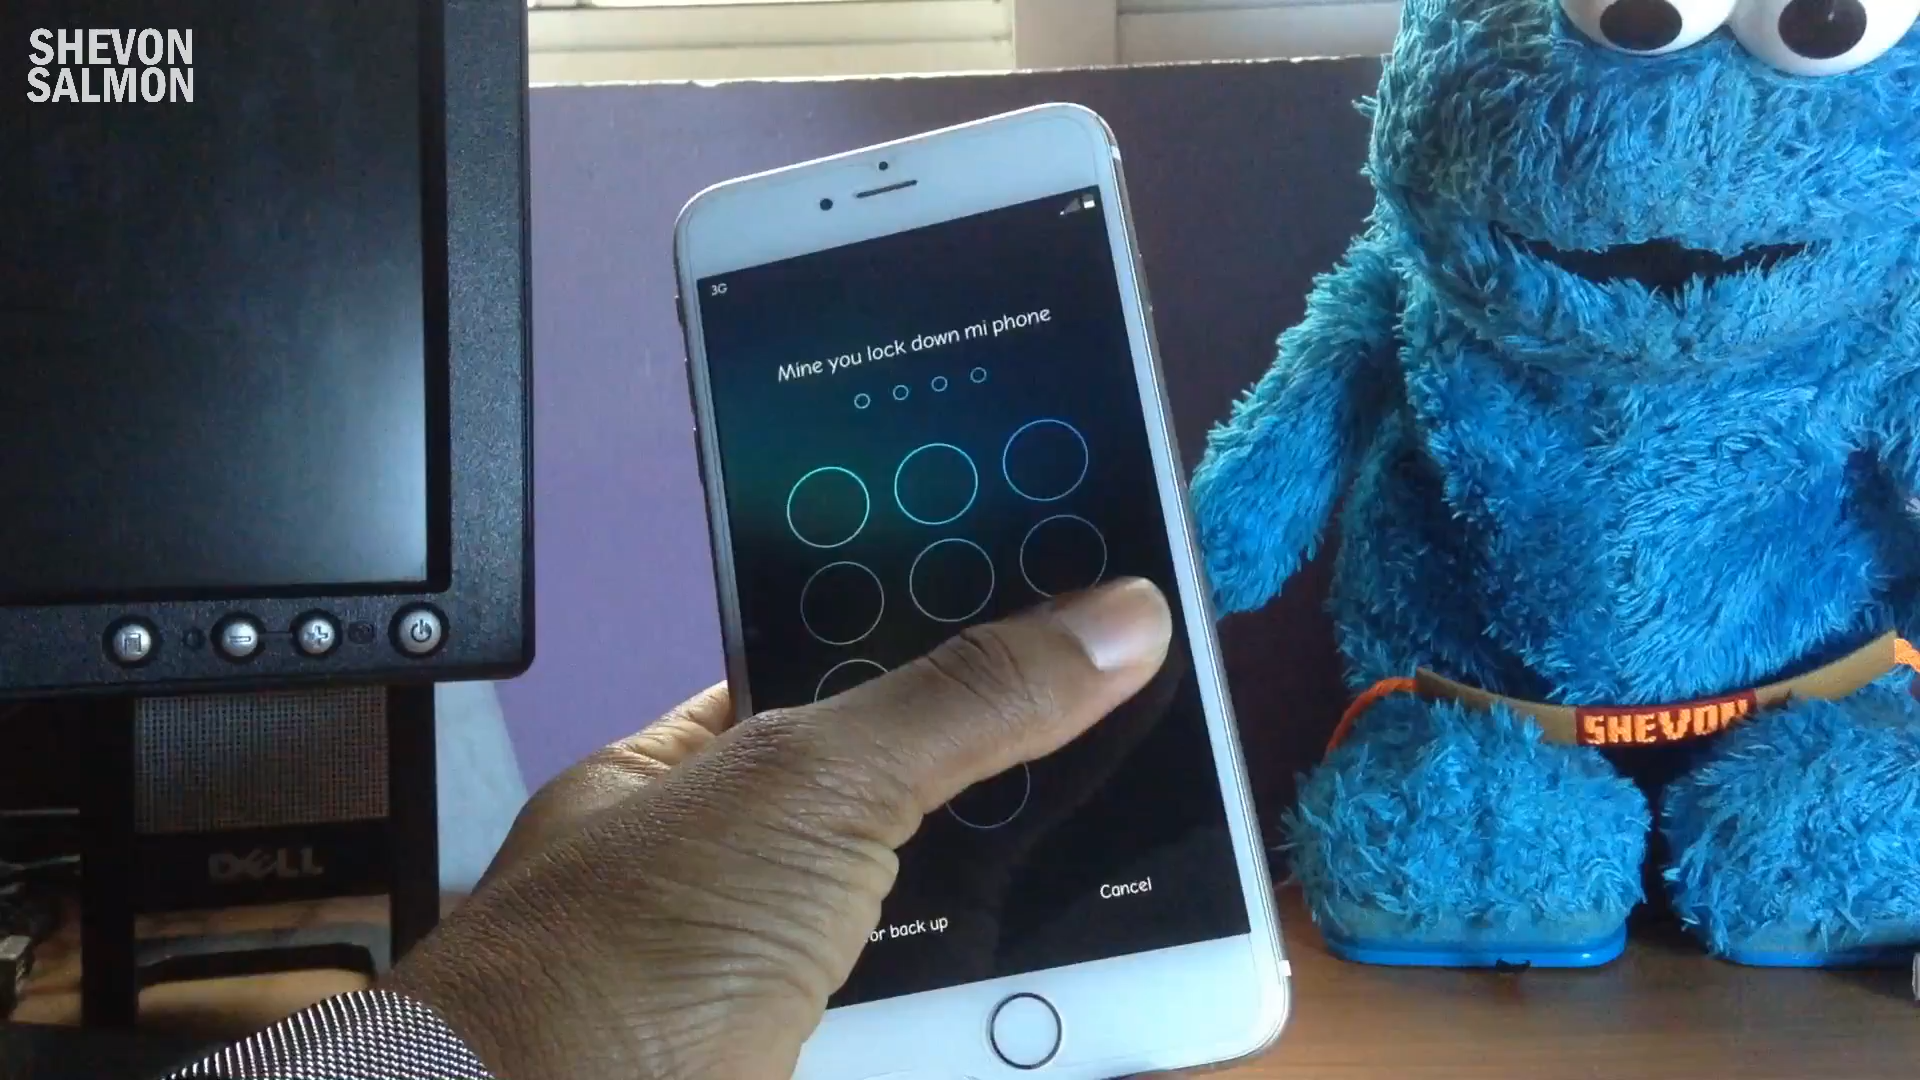 SHEVON
SALMON
3G
Mine you lock down mi phone
Cancel
or back up
DELL
SHEVON